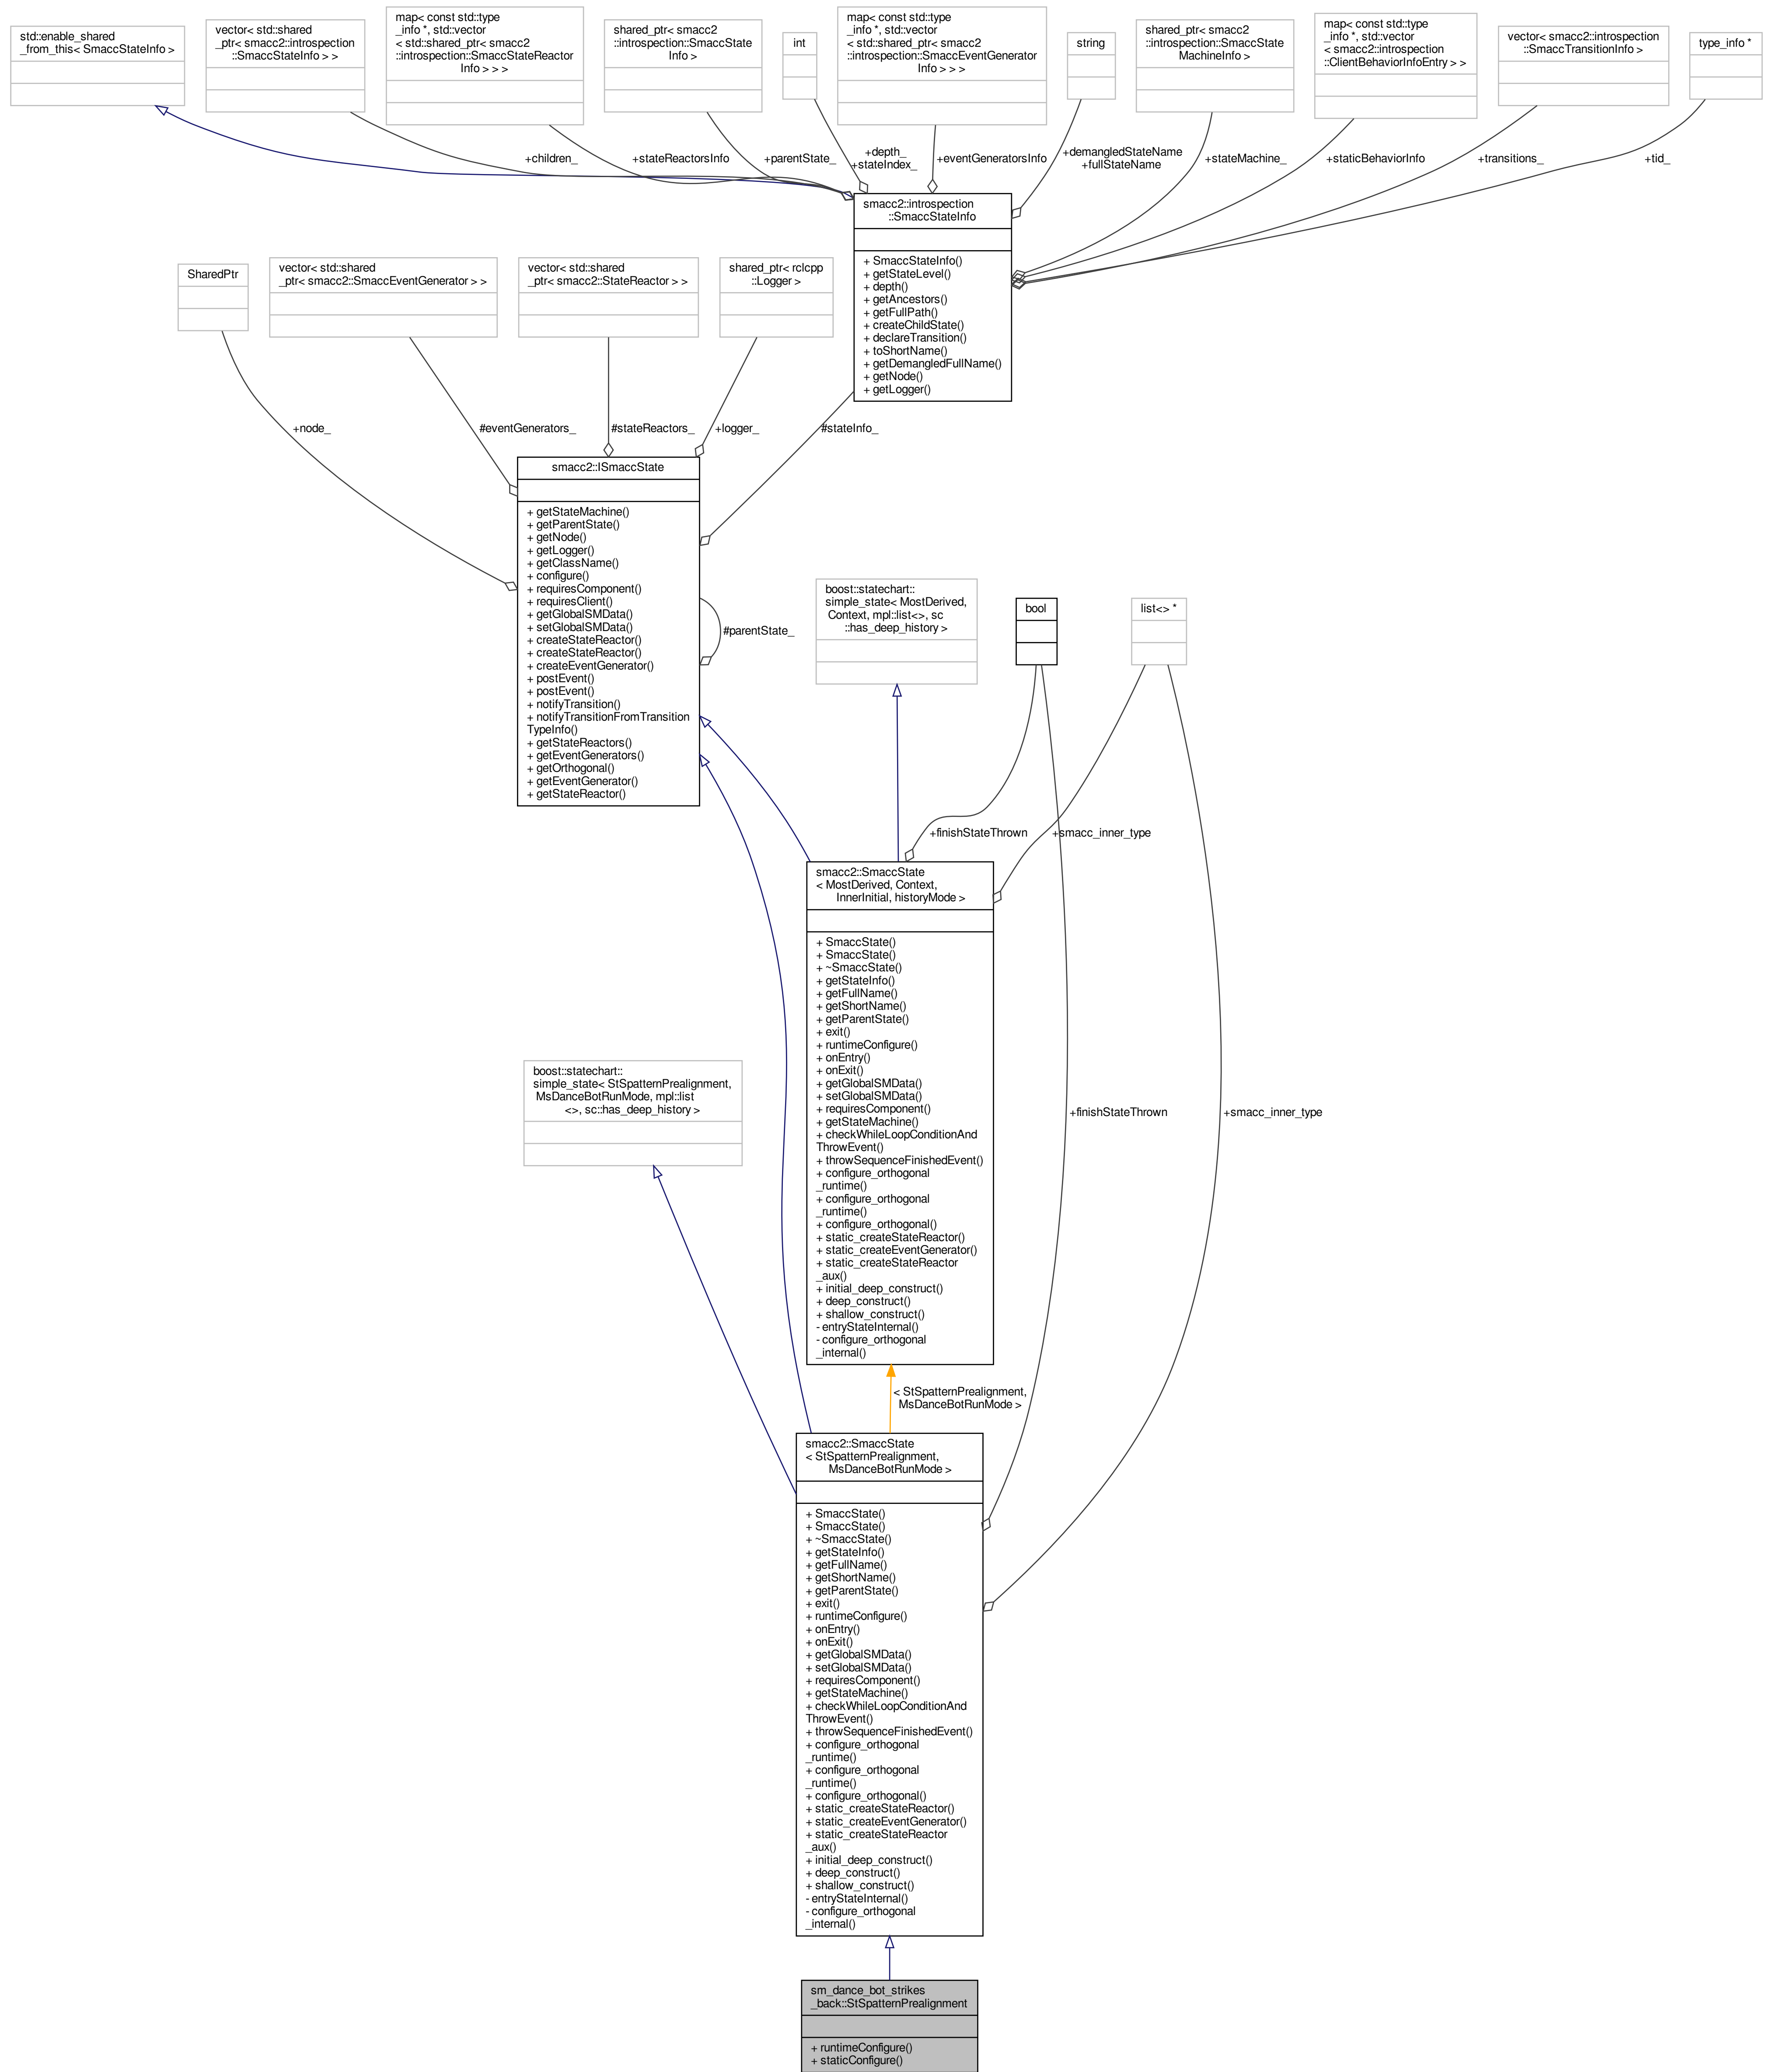 std::enable_shared
_from_this< SmaccStateInfo >
vector< std::shared
_ptr< smacc2::introspection
::SmaccStateInfo > >
map< const std::type
_info *, std::vector
< std::shared_ptr< smacc2
::introspection::SmaccStateReactor
Info > > >
shared_ptr< smacc2
::introspection::SmaccState
Info >
int
map< const std::type
_info *, std::vector
< std::shared_ptr< smacc2
::introspection::SmaccEventGenerator
Info > > >
string
shared_ptr< smacc2
::introspection::SmaccState
MachineInfo >
map< const std::type
_info *, std::vector
< smacc2::introspection
::ClientBehaviorInfoEntry > >
vector< smacc2::introspection
::SmaccTransitionInfo >
type_info *
+children_
+stateReactorsInfo
+parentState_
+depth_
+stateIndex_
+eventGeneratorsInfo
+demangledStateName
+fullStateName
+stateMachine_
+staticBehaviorInfo
+transitions_
+tid_
smacc2::introspection
::SmaccStateInfo
+ SmaccStateInfo()
+ getStateLevel()
+ depth()
+ getAncestors()
+ getFullPath()
+ createChildState()
+ declareTransition()
+ toShortName()
+ getDemangledFullName()
+ getNode()
+ getLogger()
SharedPtr
vector< std::shared
_ptr< smacc2::SmaccEventGenerator > >
vector< std::shared
_ptr< smacc2::StateReactor > >
shared_ptr< rclcpp
::Logger >
+node_
#eventGenerators_
#stateReactors_
+logger_
#stateInfo_
smacc2::ISmaccState
+ getStateMachine()
+ getParentState()
+ getNode()
+ getLogger()
+ getClassName()
+ configure()
+ requiresComponent()
+ requiresClient()
+ getGlobalSMData()
+ setGlobalSMData()
+ createStateReactor()
+ createStateReactor()
+ createEventGenerator()
+ postEvent()
+ postEvent()
+ notifyTransition()
+ notifyTransitionFromTransition
TypeInfo()
+ getStateReactors()
+ getEventGenerators()
+ getOrthogonal()
+ getEventGenerator()
+ getStateReactor()
#parentState_
boost::statechart::
simple_state< MostDerived,
Context, mpl::list<>, sc
::has_deep_history >
bool
list<> *
+finishStateThrown
+smacc_inner_type
smacc2::SmaccState
< MostDerived, Context,
InnerInitial, historyMode >
+ SmaccState()
+ SmaccState()
+ ~SmaccState()
+ getStateInfo()
+ getFullName()
+ getShortName()
+ getParentState()
+ exit()
+ runtimeConfigure()
+ onEntry()
+ onExit()
+ getGlobalSMData()
+ setGlobalSMData()
+ requiresComponent()
+ getStateMachine()
+ checkWhileLoopConditionAnd
ThrowEvent()
+ throwSequenceFinishedEvent()
+ configure_orthogonal
_runtime()
+ configure_orthogonal
_runtime()
+ configure_orthogonal()
+ static_createStateReactor()
+ static_createEventGenerator()
+ static_createStateReactor
_aux()
+ initial_deep_construct()
+ deep_construct()
+ shallow_construct()
- entryStateInternal()
- configure_orthogonal
_internal()
boost::statechart::
simple_state< StSpatternPrealignment,
MsDanceBotRunMode, mpl::list
<>, sc::has_deep_history >
+finishStateThrown
+smacc_inner_type
< StSpatternPrealignment,
MsDanceBotRunMode >
smacc2::SmaccState
< StSpatternPrealignment,
MsDanceBotRunMode >
+ SmaccState()
+ SmaccState()
+ ~SmaccState()
+ getStateInfo()
+ getFullName()
+ getShortName()
+ getParentState()
+ exit()
+ runtimeConfigure()
+ onEntry()
+ onExit()
+ getGlobalSMData()
+ setGlobalSMData()
+ requiresComponent()
+ getStateMachine()
+ checkWhileLoopConditionAnd
ThrowEvent()
+ throwSequenceFinishedEvent()
+ configure_orthogonal
_runtime()
+ configure_orthogonal
_runtime()
+ configure_orthogonal()
+ static_createStateReactor()
+ static_createEventGenerator()
+ static_createStateReactor
_aux()
+ initial_deep_construct()
+ deep_construct()
+ shallow_construct()
- entryStateInternal()
- configure_orthogonal
_internal()
sm_dance_bot_strikes
_back::StSpatternPrealignment
+ runtimeConfigure()
+ staticConfigure()